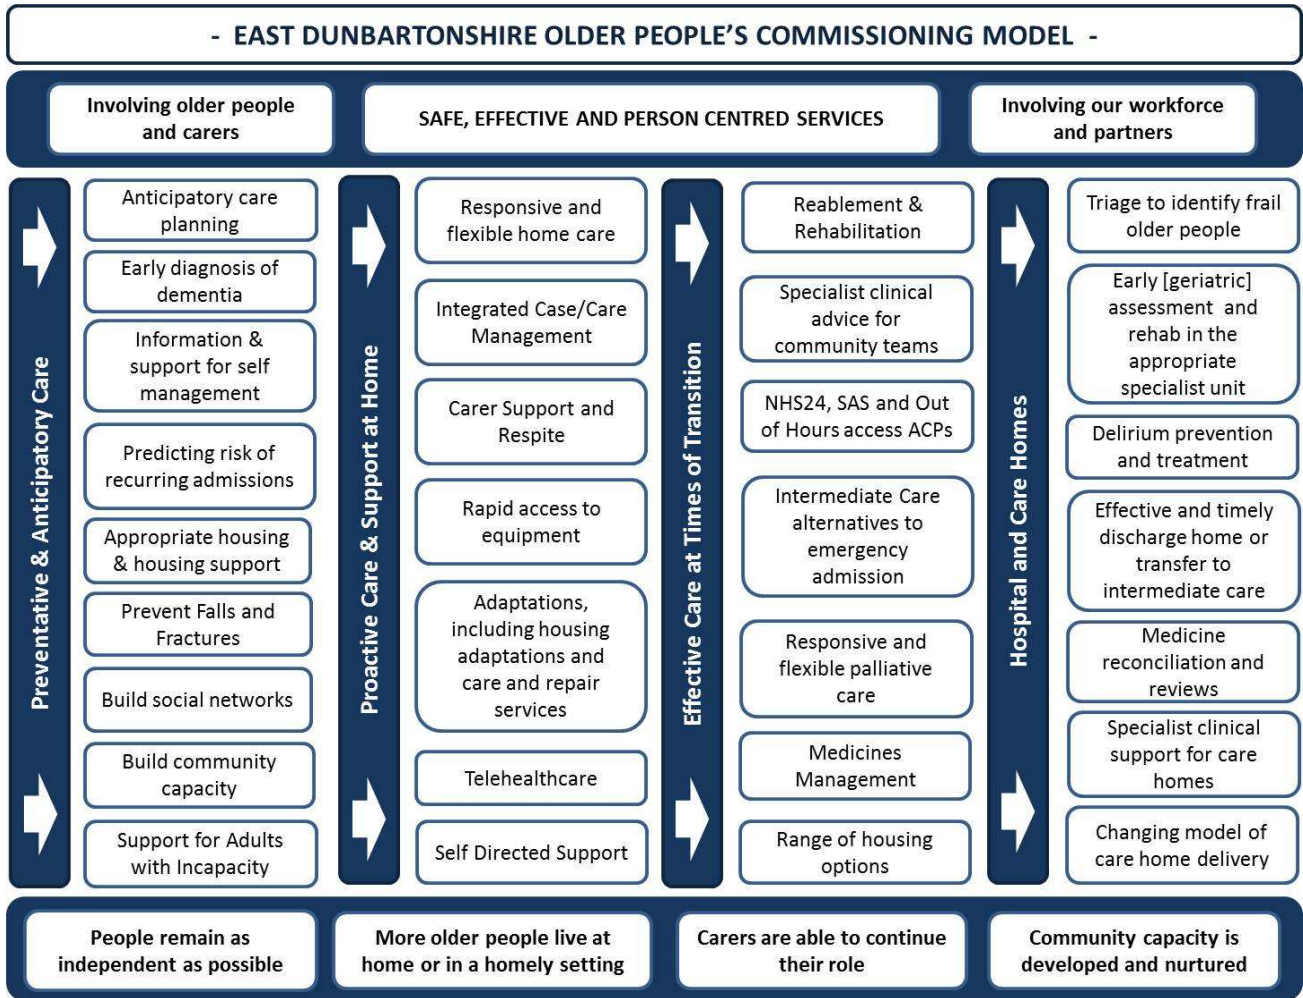 - EAST DUNBARTONSHIRE OLDER PEOPLE'S COMMISSIONING MODEL -
Involving older people
and carers
SAFE, EFFECTIVE AND PERSON CENTRED SERVICES
Involving our workforce
and partners
Preventative & Anticipatory Care
Anticipatory care
planning
Early diagnosis of
dementia
Information &
support for self
management
Predicting risk of
recurring admissions
Appropriate housing
& housing support
Prevent Falls and
Fractures
Build social networks
Build community
capacity
Support for Adults
with Incapacity
Proactive Care & Support at Home
Responsive and
flexible home care
Integrated Case/Care
Management
Carer Support and
Respite
Rapid access to
equipment
Adaptations,
including housing
adaptations and
care and repair
services
Telehealthcare
Self Directed Support
Effective Care at Times of Transition
Reablement &
Rehabilitation
Specialist clinical
advice for
community teams
NHS24, SAS and Out
of Hours access ACPs
Intermediate Care
alternatives to
emergency
admission
Responsive and
flexible palliative
care
Medicines
Management
Range of housing
options
Hospital and Care Homes
Triage to identify frail
older people
Early [geriatric]
assessment and
rehab in the
appropriate
specialist unit
Delirium prevention
and treatment
Effective and timely
discharge home or
transfer to
intermediate care
Medicine
reconciliation and
reviews
Specialist clinical
support for care
homes
Changing model of
care home delivery
People remain as
independent as possible
More older people live at
home or in a homely setting
Carers are able to continue
their role
Community capacity is
developed and nurtured